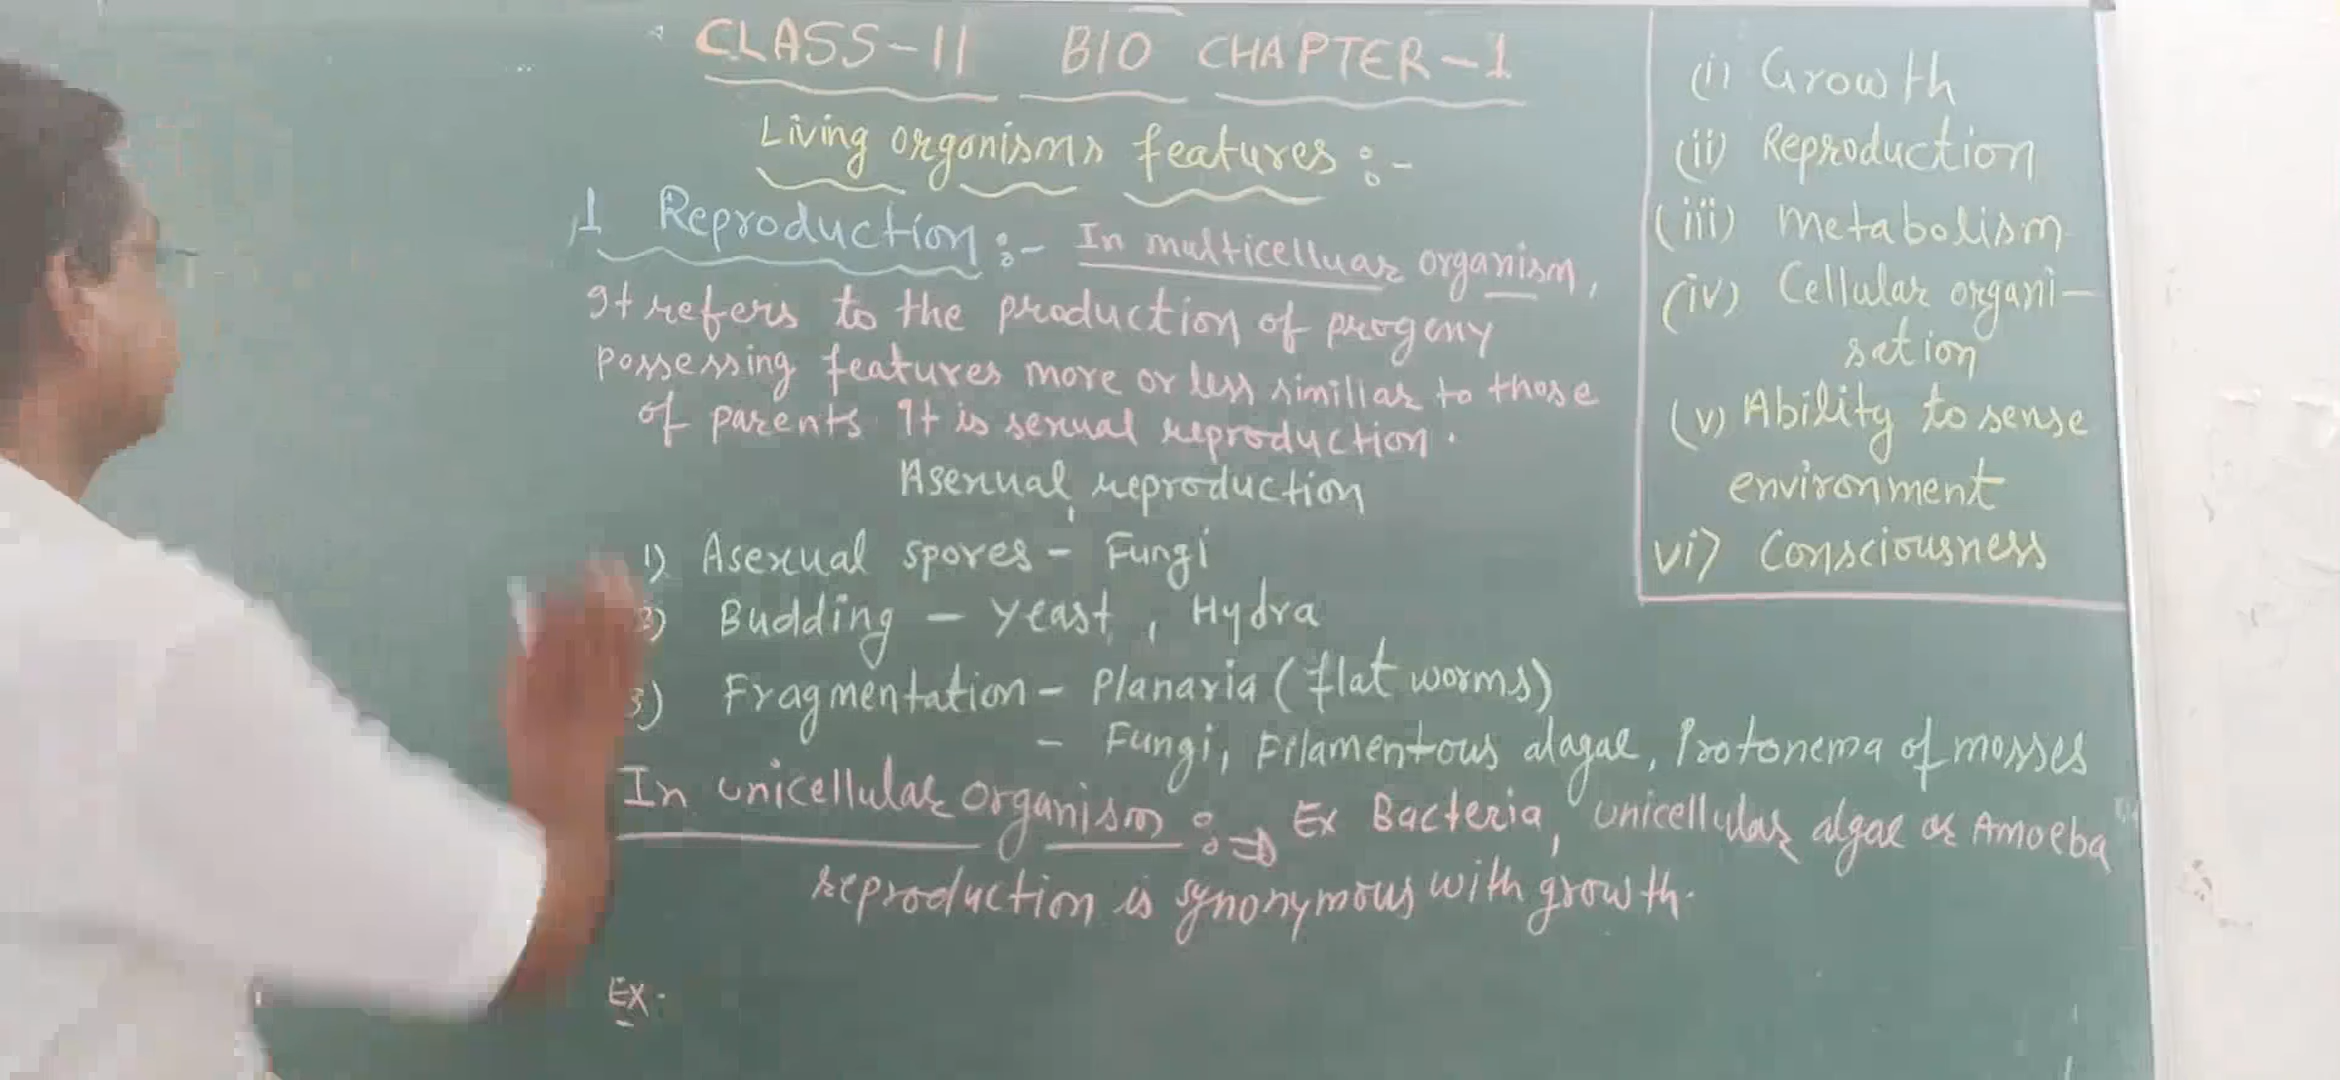 CLASS-11 BIO CHAPTER-1
Living organisms features :-
1 Reproduction :- In multicelluar organism,
It refers to the production of progeny
possessing features more or less similiar to those
of parents. It is sexual reproduction.
Asexual reproduction
1) Asexual spores - Fungi
2) Budding - Yeast, Hydra
3) Fragmentation - Planaria (flat worms)
- Fungi, Filamentous alagae, Protonema of mosses
In unicellular organism :⇒ Ex Bacteria, unicellular algae or Amoeba
reproduction is synonymous with growth.
Ex.
(i) Growth
(ii) Reproduction
(iii) Metabolism
(iv) Cellular organi-
sation
(v) Ability to sense
environment
vi) Consciousness